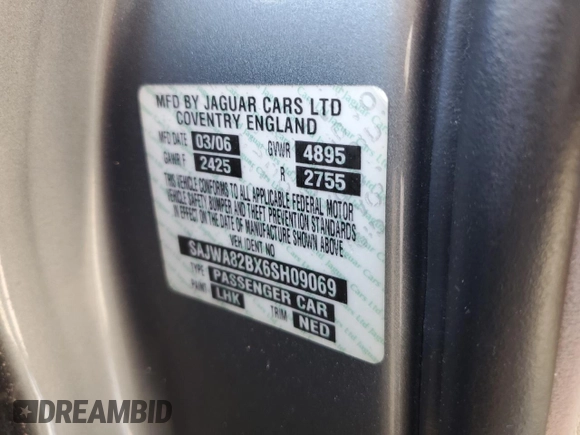 MFD BY JAGUAR CARS LTD
COVENTRY ENGLAND
MFD DATE 03/06 GVWR 4895
GAWR.F 2425 R 2755
THIS VEHICLE CONFORMS TO ALL APPLICABLE FEDERAL MOTOR
VEHICLE SAFETY BUMPER AND THEFT PREVENTION STANDARDS
IN EFFECT ON THE DATE OF MANUFACTURE SHOWN ABOVE
VEH. IDENT NO
SAJWA82BX6SH09069
TYPE PASSENGER CAR
PAINT LHK TRIM NED
DREAMBID